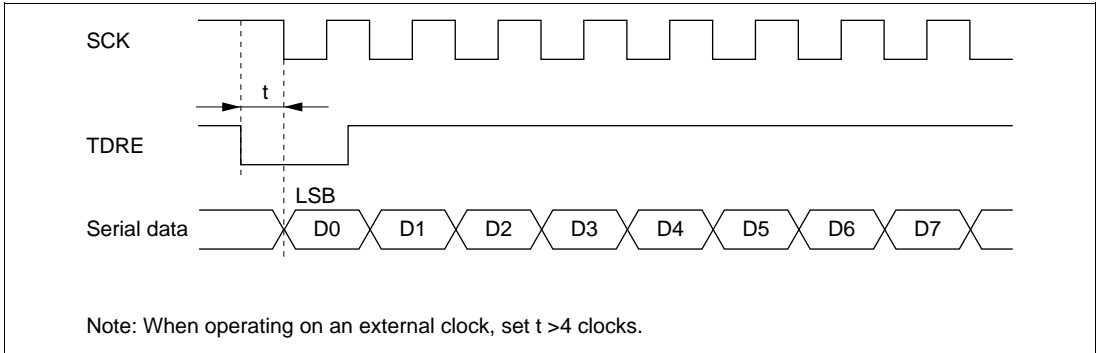 SCK
t
TDRE
LSB
Serial data D0 D1 D2 D3 D4 D5 D6 D7
Note: When operating on an external clock, set t >4 clocks.